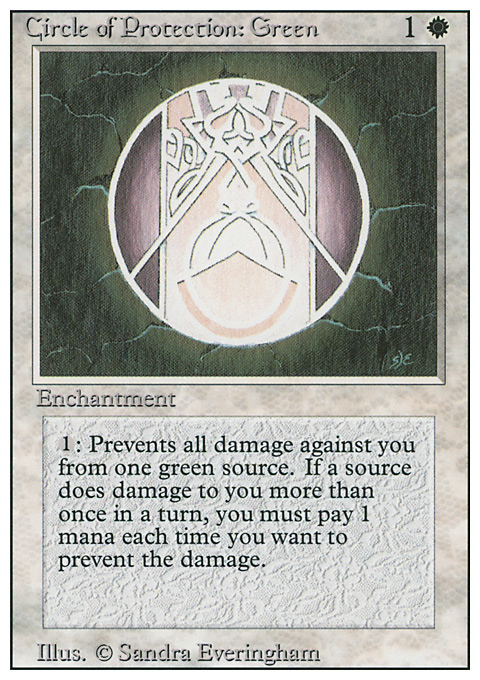 Circle of Protection: Green 1
SE
Enchantment
1: Prevents all damage against you
from one green source. If a source
does damage to you more than
once in a turn, you must pay 1
mana each time you want to
prevent the damage.
Illus. © Sandra Everingham